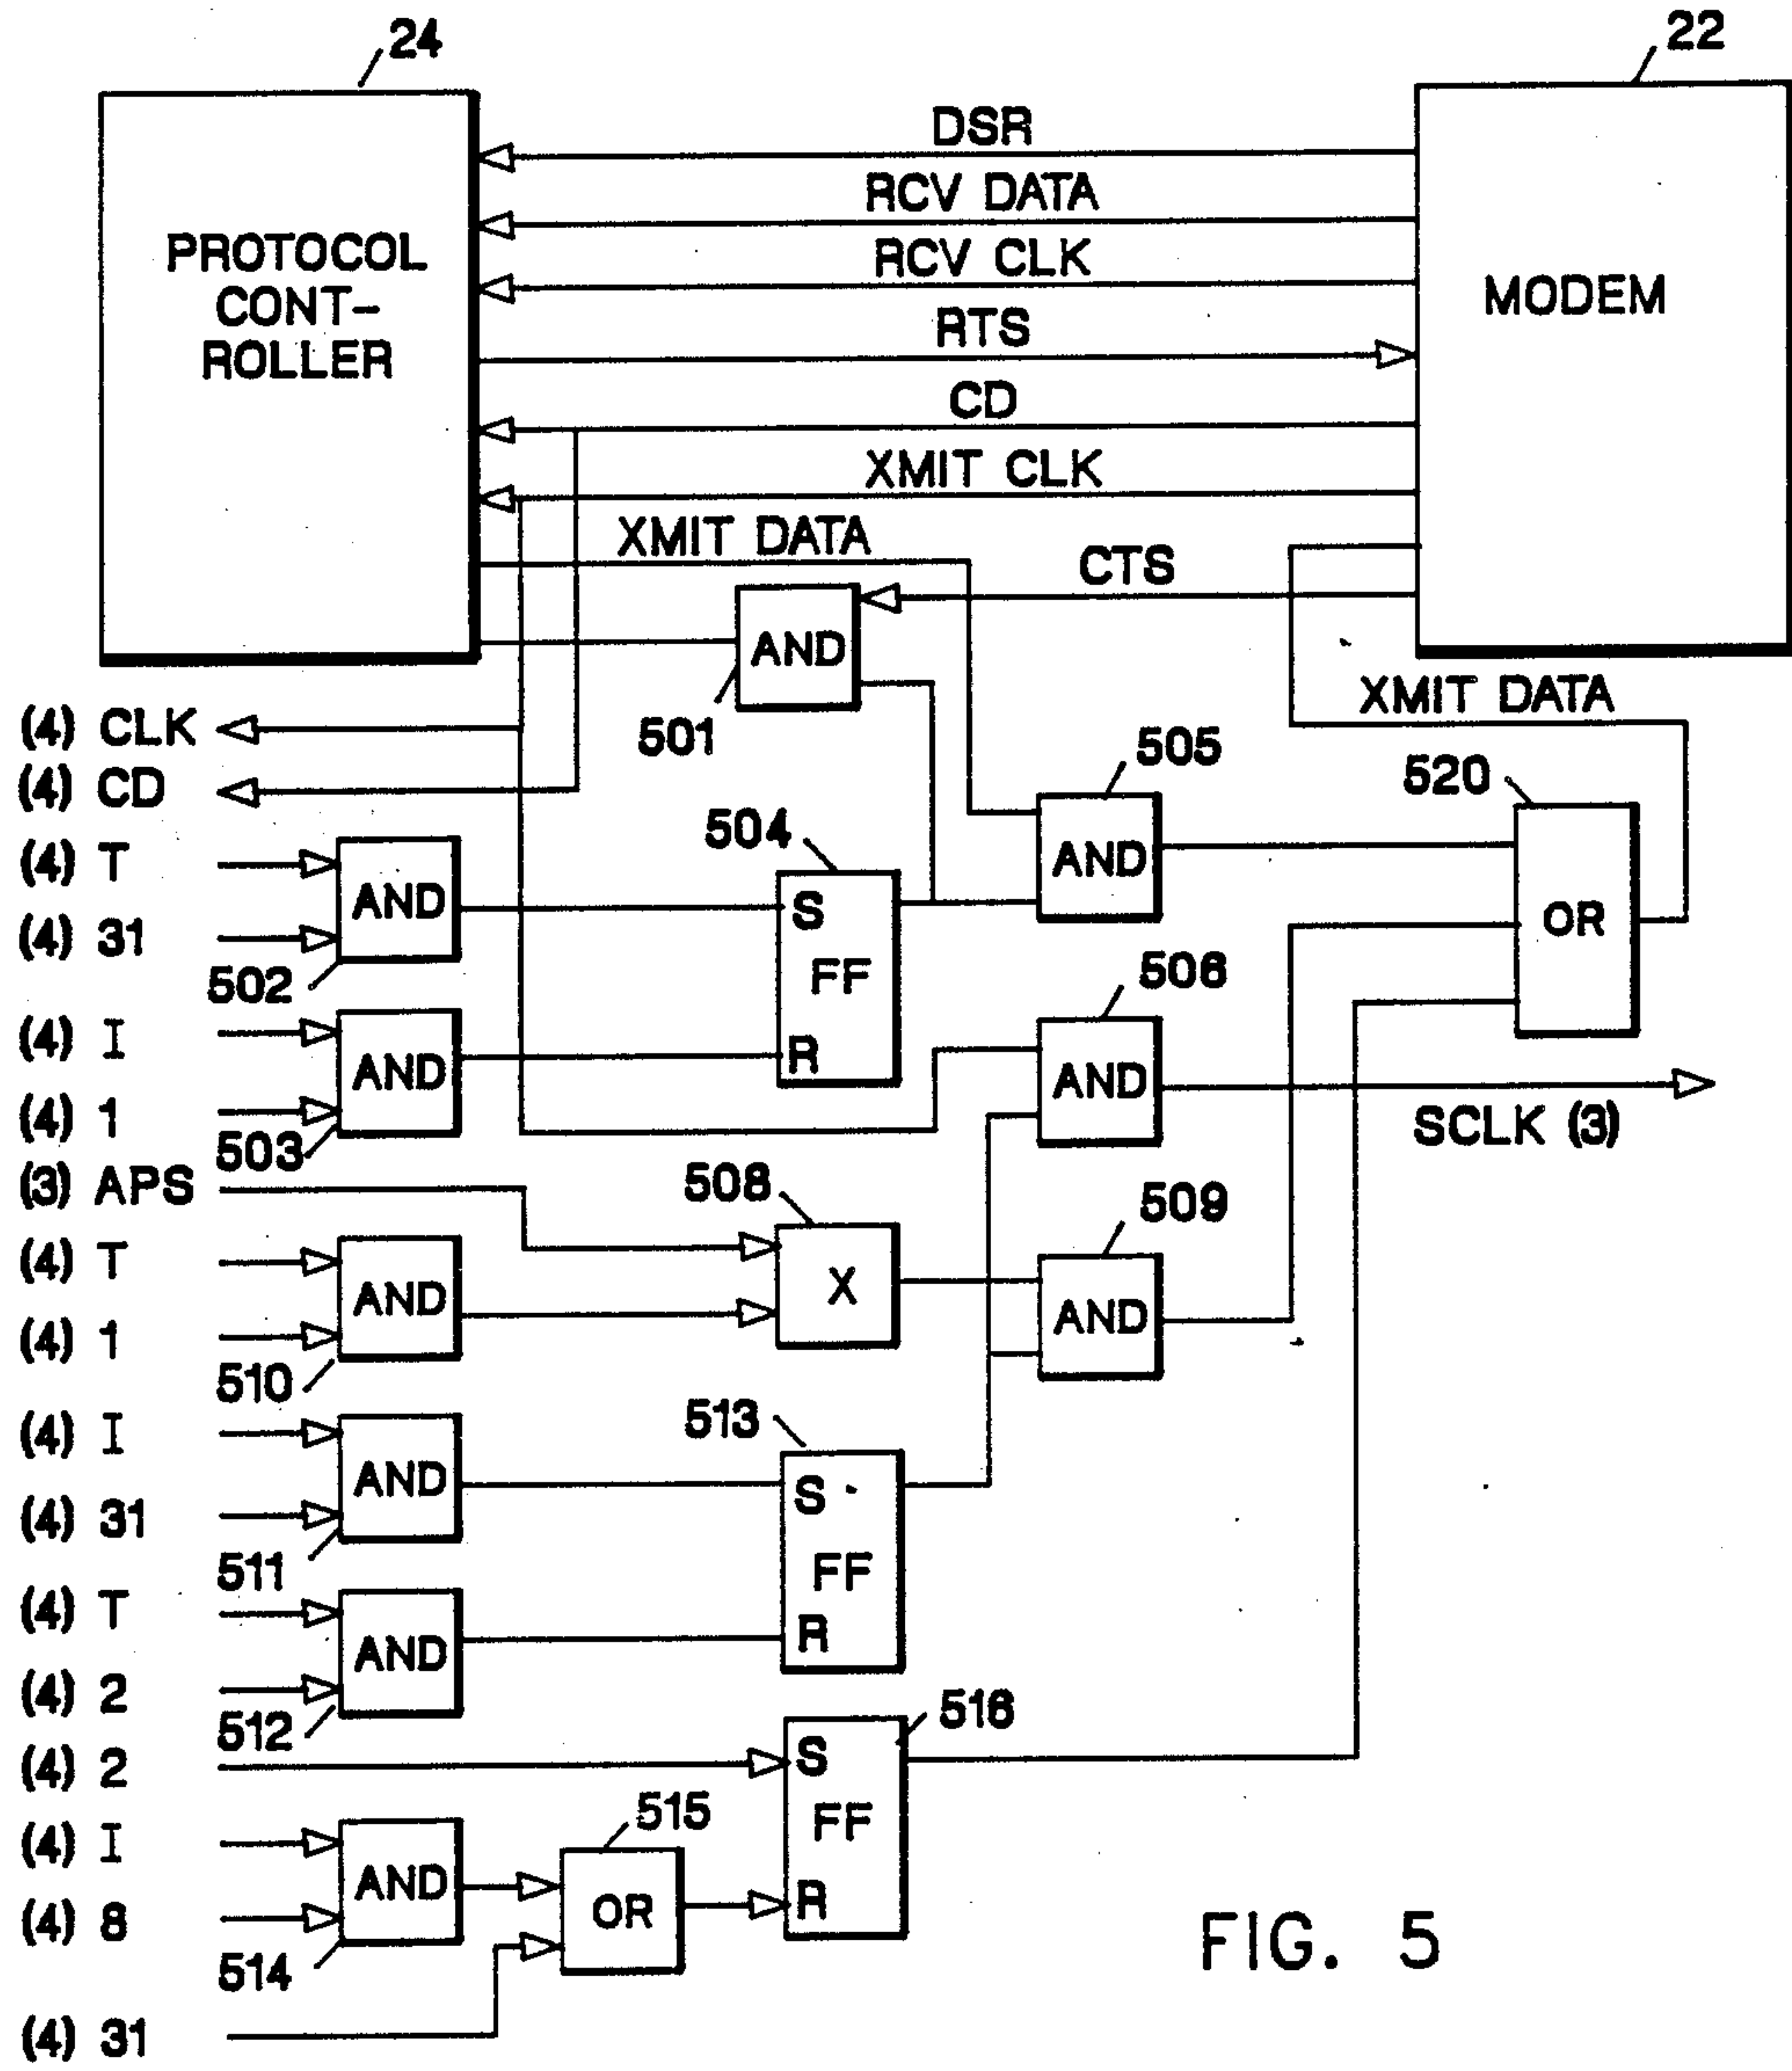 24
22
DSR
RCV DATA
RCV CLK
RTS
CD
XMIT CLK
XMIT DATA
CTS
PROTOCOL
CONT-
ROLLER
MODEM
AND
501
XMIT DATA
(4) CLK
(4) CD
505
520
504
(4) T
(4) 31
AND
502
S
FF
R
AND
OR
506
(4) I
(4) 1
AND
503
AND
SCLK (3)
(3) APS
508
509
(4) T
(4) 1
AND
510
X
AND
(4) I
(4) 31
AND
511
513
S
FF
R
(4) T
(4) 2
AND
512
516
(4) 2
S
FF
R
515
(4) I
(4) 8
AND
514
OR
(4) 31
FIG. 5